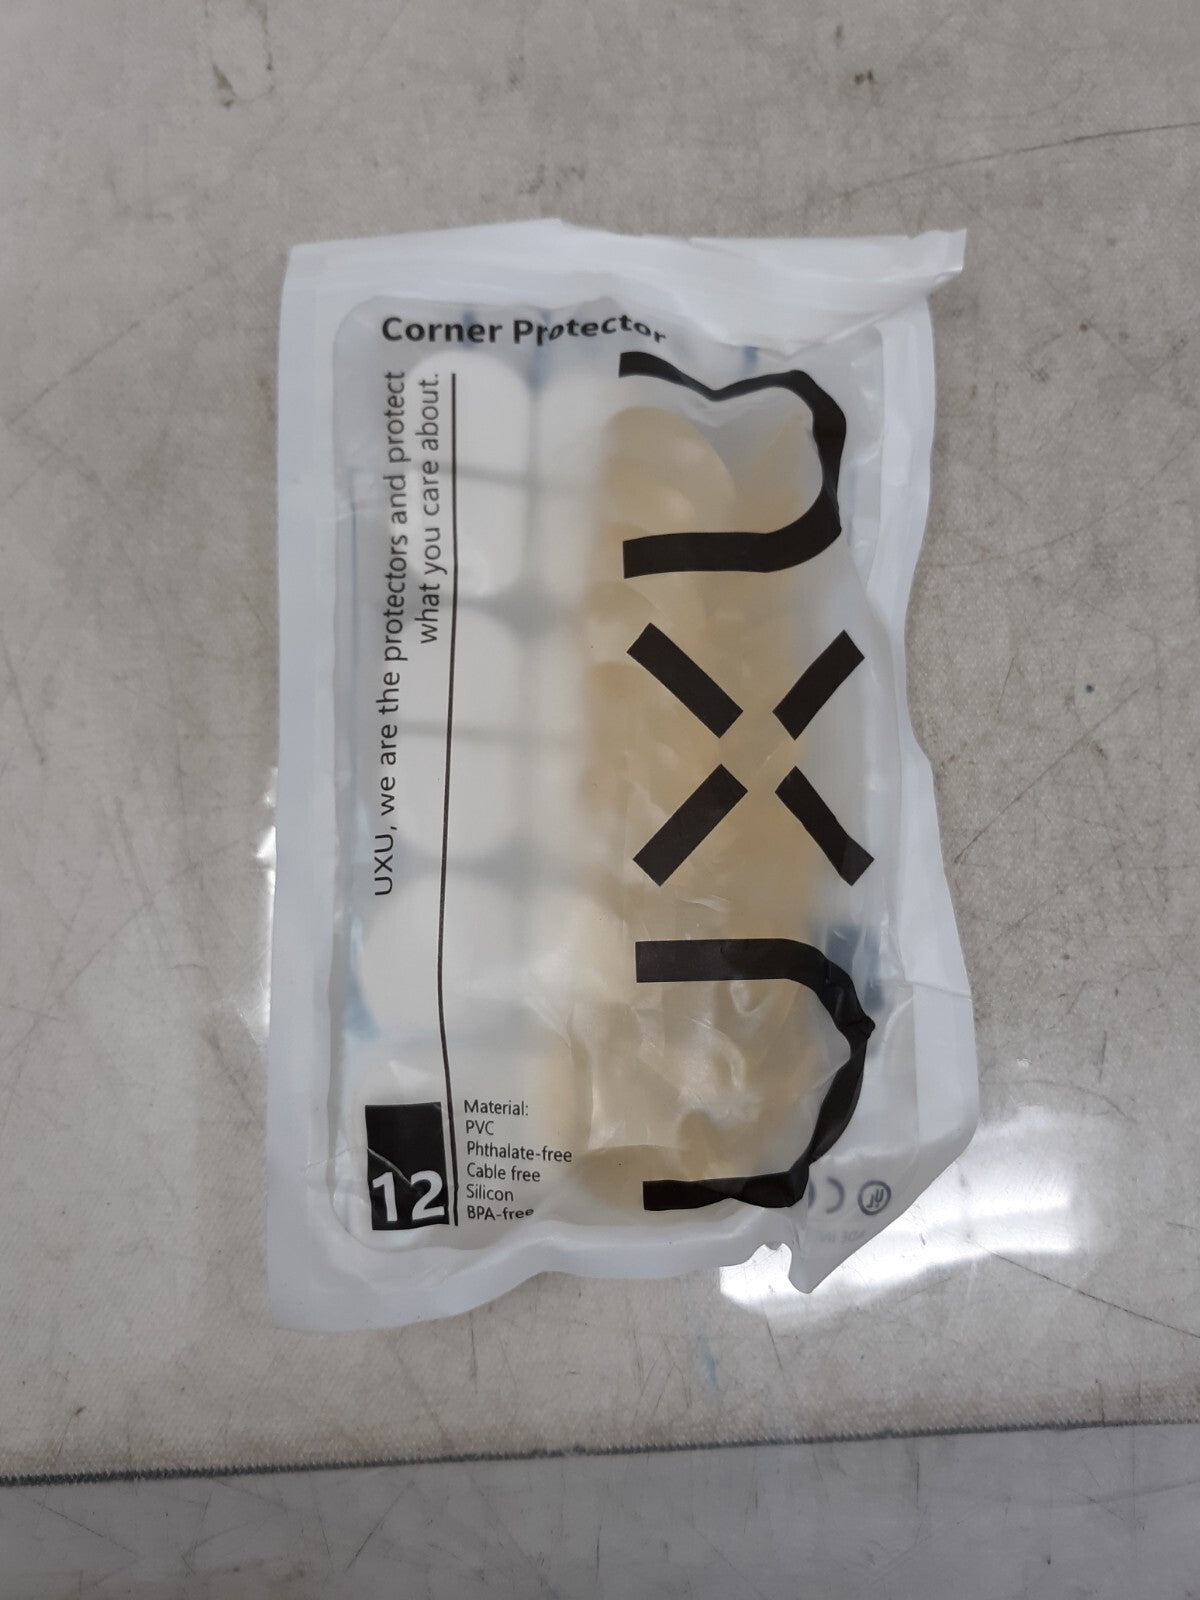 Corner Protector
UXU, we are the protectors and protect
what you care about.
UXU
12
Material:
PVC
Phthalate-free
Cable free
Silicon
BPA-free